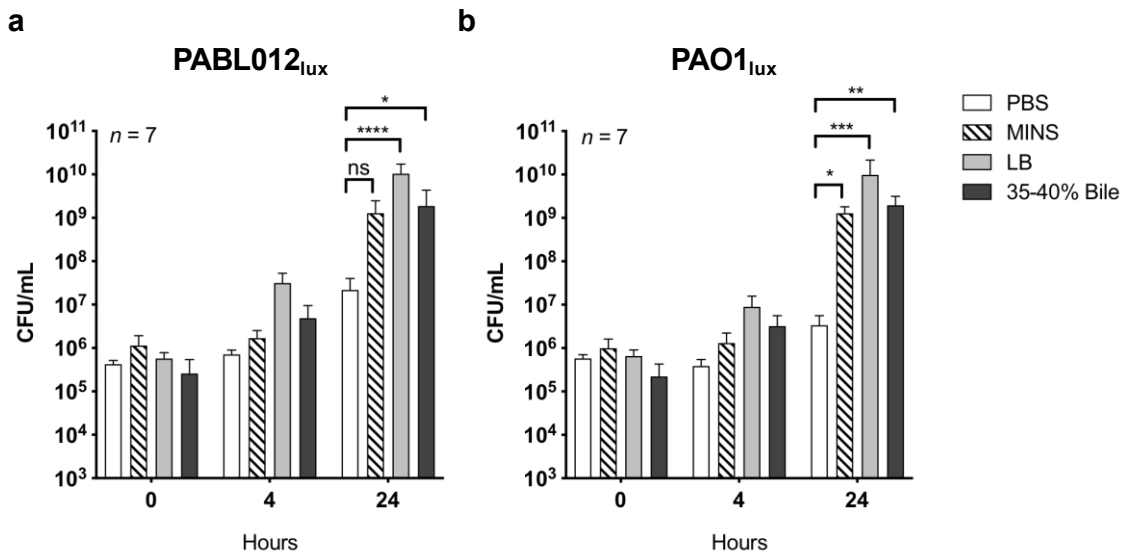 a
PABL012lux
n = 7
*
****
ns
CFU/mL
10¹¹
10¹⁰
10⁹
10⁸
10⁷
10⁶
10⁵
10⁴
10³
0 4 24
Hours
b
PAO1lux
n = 7
**
***
*
CFU/mL
10¹¹
10¹⁰
10⁹
10⁸
10⁷
10⁶
10⁵
10⁴
10³
0 4 24
Hours
PBS
MINS
LB
35-40% Bile